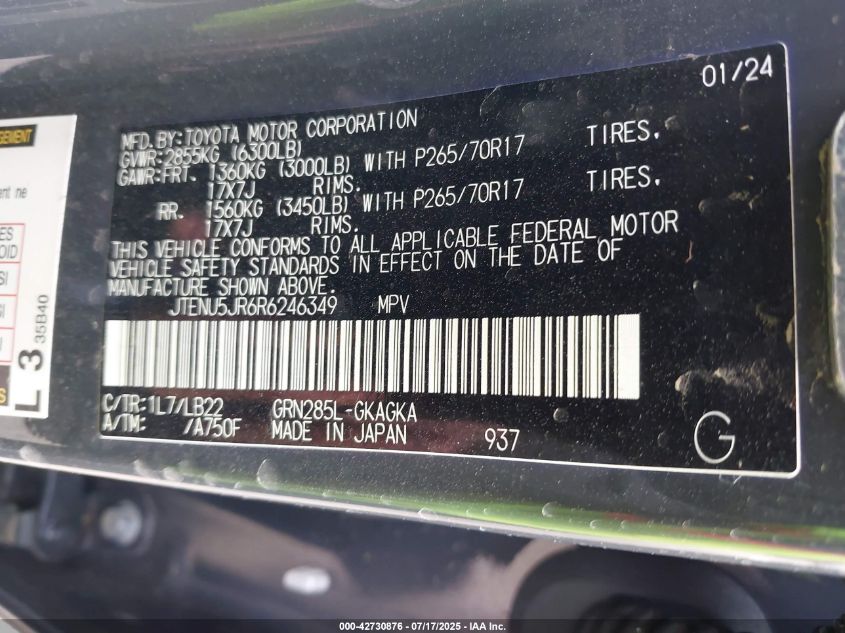 01/24
MFD.BY:TOYOTA MOTOR CORPORATION
GVWR:2855KG (6300LB)
GAWR:FRT. 1360KG (3000LB) WITH P265/70R17 TIRES,
17X7J RIMS.
RR. 1560KG (3450LB) WITH P265/70R17 TIRES,
17X7J RIMS.
THIS VEHICLE CONFORMS TO ALL APPLICABLE FEDERAL MOTOR
VEHICLE SAFETY STANDARDS IN EFFECT ON THE DATE OF
MANUFACTURE SHOWN ABOVE.
JTENU5JR6R6246349 MPV
C/TR:1L7/LB22 GRN285L-GKAGKA
A/TM: /A750F MADE IN JAPAN 937
G
L 3 35B40
000-42730876 / 07/17/2025 / IAA Inc.